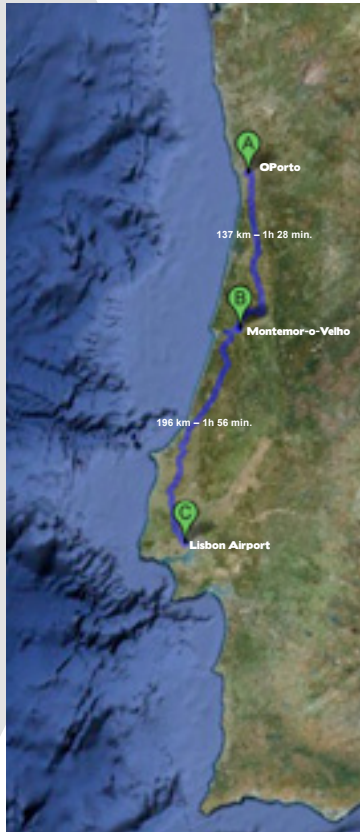 A
OPorto
137 km – 1h 28 min.
B
Montemor-o-Velho
196 km – 1h 56 min.
C
Lisbon Airport